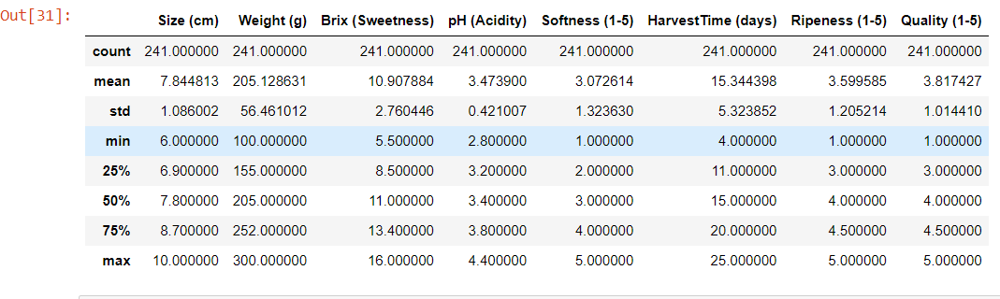 Out[31]:
Size (cm) Weight (g) Brix (Sweetness) pH (Acidity) Softness (1-5) HarvestTime (days) Ripeness (1-5) Quality (1-5)
count 241.000000 241.000000 241.000000 241.000000 241.000000 241.000000 241.000000 241.000000
mean 7.844813 205.128631 10.907884 3.473900 3.072614 15.344398 3.599585 3.817427
std 1.086002 56.461012 2.760446 0.421007 1.323630 5.323852 1.205214 1.014410
min 6.000000 100.000000 5.500000 2.800000 1.000000 4.000000 1.000000 1.000000
25% 6.900000 155.000000 8.500000 3.200000 2.000000 11.000000 3.000000 3.000000
50% 7.800000 205.000000 11.000000 3.400000 3.000000 15.000000 4.000000 4.000000
75% 8.700000 252.000000 13.400000 3.800000 4.000000 20.000000 4.500000 4.500000
max 10.000000 300.000000 16.000000 4.400000 5.000000 25.000000 5.000000 5.000000